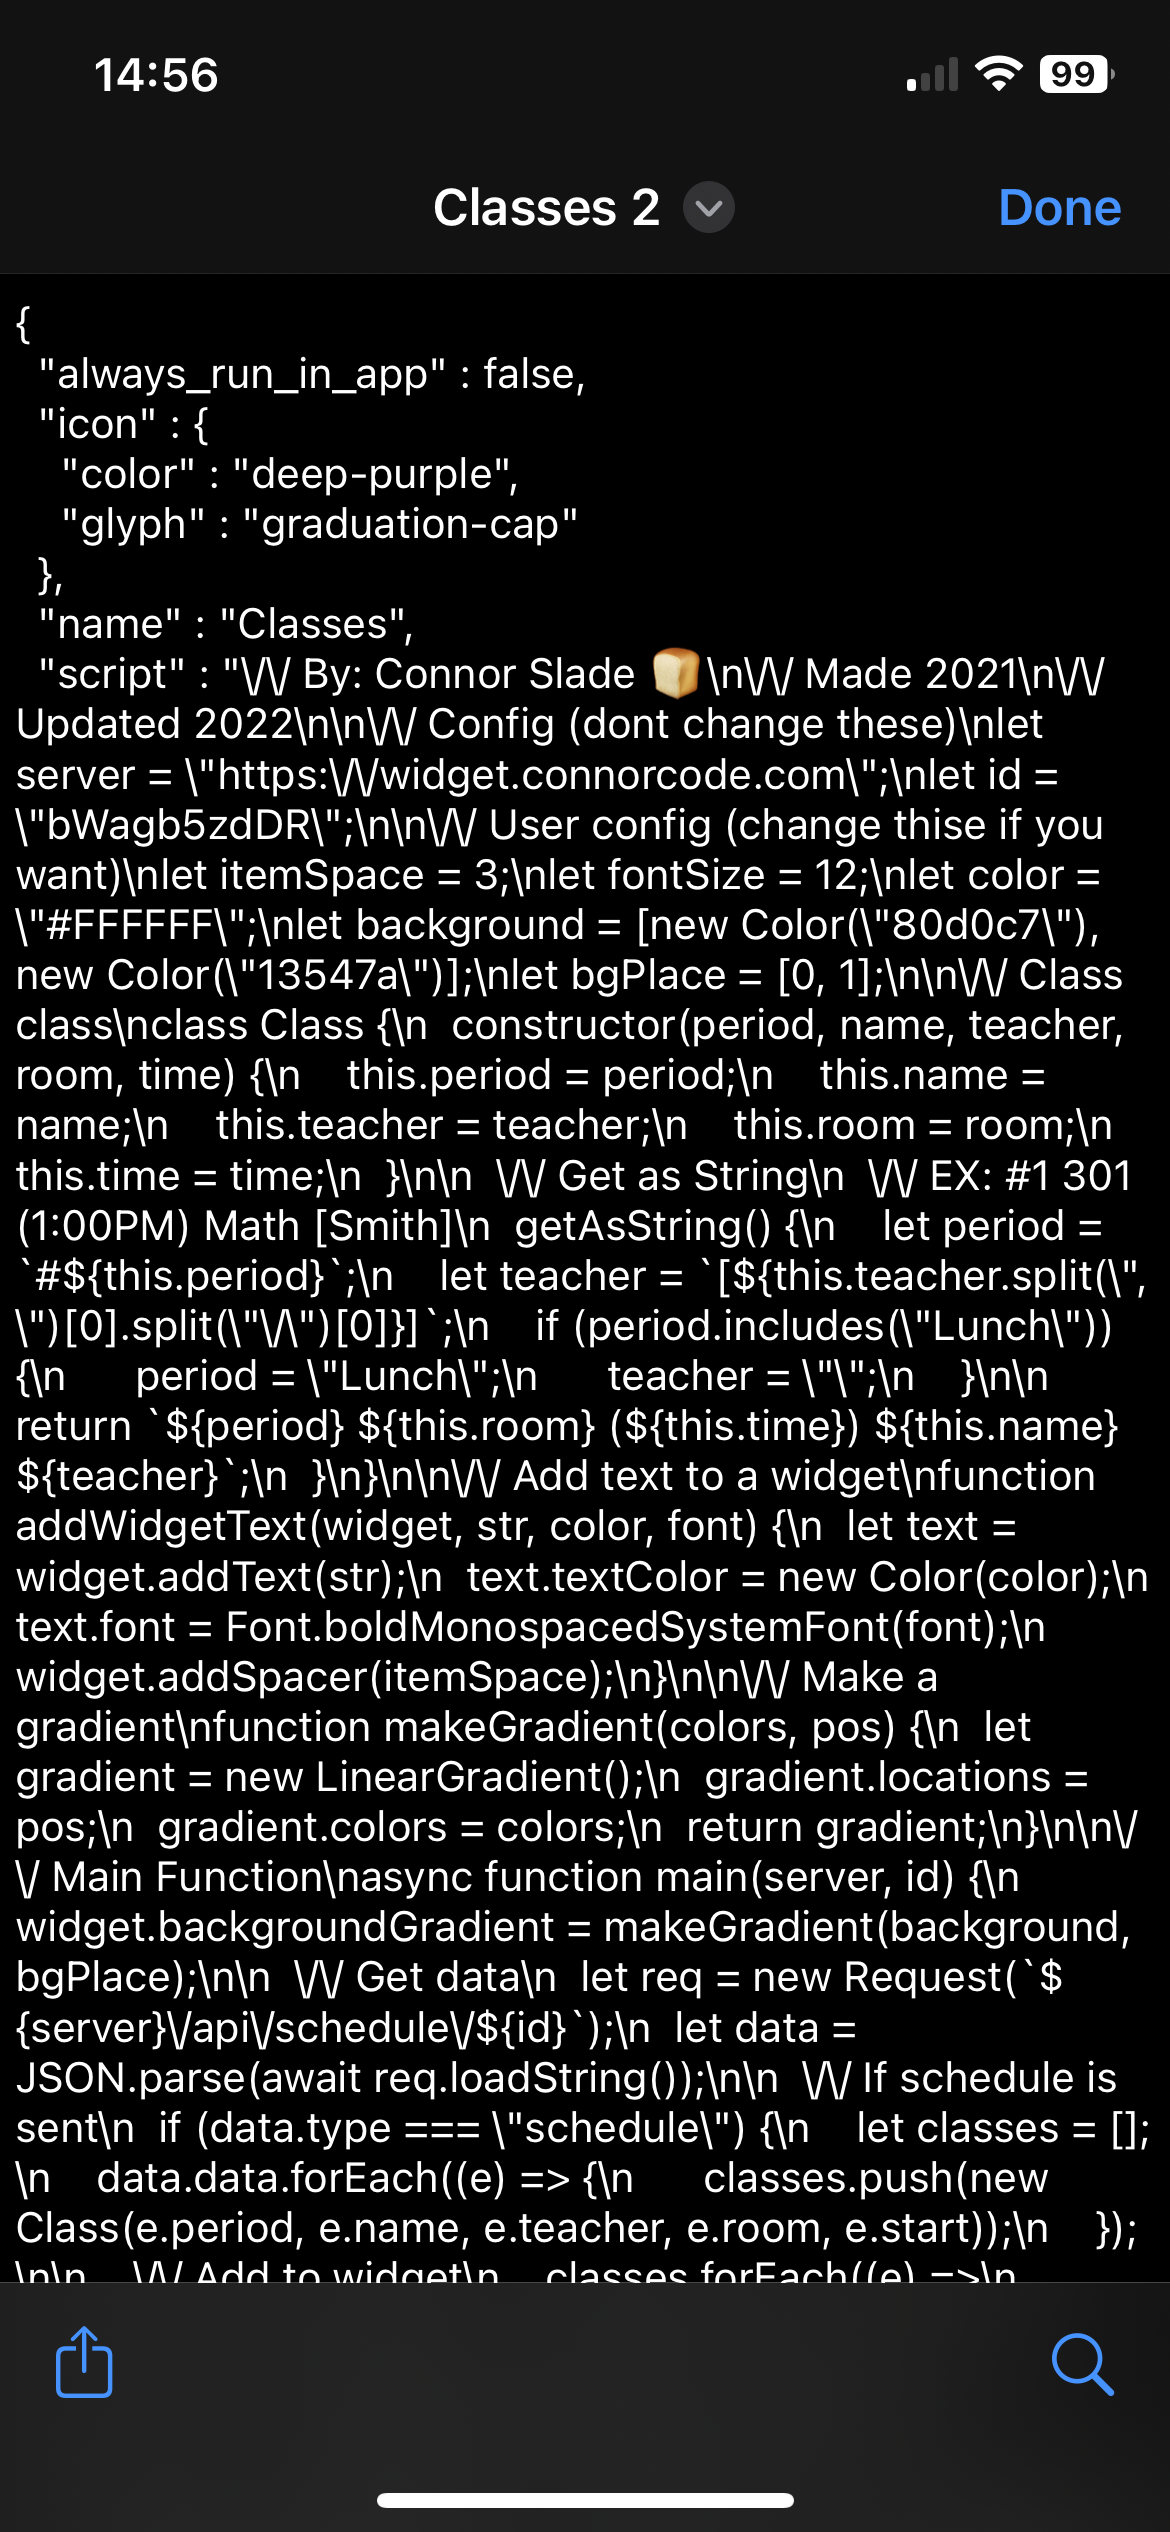 14:56
99
Classes 2
Done
{
"always_run_in_app" : false,
"icon" : {
"color" : "deep-purple",
"glyph" : "graduation-cap"
},
"name" : "Classes",
"script" : "\/\/ By: Connor Slade 🍞\n\/\/ Made 2021\n\/\/
Updated 2022\n\n\/\/ Config (dont change these)\nlet
server = \"https:\/\/widget.connorcode.com\";\nlet id =
\"bWagb5zdDR\";\n\n\/\/ User config (change thise if you
want)\nlet itemSpace = 3;\nlet fontSize = 12;\nlet color =
\"#FFFFFF\";\nlet background = [new Color(\"80d0c7\"),
new Color(\"13547a\")];\nlet bgPlace = [0, 1];\n\n\/\/ Class
class\nclass Class {\n  constructor(period, name, teacher,
room, time) {\n    this.period = period;\n    this.name =
name;\n    this.teacher = teacher;\n    this.room = room;\n
this.time = time;\n  }\n\n  \/\/ Get as String\n  \/\/ EX: #1 301
(1:00PM) Math [Smith]\n  getAsString() {\n    let period =
`#${this.period}`;\n    let teacher = `[${this.teacher.split(\",
\")[0].split(\"\/\")[0]}]`;\n    if (period.includes(\"Lunch\"))
{\n      period = \"Lunch\";\n      teacher = \"\";\n    }\n\n
return `${period} ${this.room} (${this.time}) ${this.name}
${teacher}`;\n  }\n}\n\n\/\/ Add text to a widget\nfunction
addWidgetText(widget, str, color, font) {\n  let text =
widget.addText(str);\n  text.textColor = new Color(color);\n
text.font = Font.boldMonospacedSystemFont(font);\n
widget.addSpacer(itemSpace);\n}\n\n\/\/ Make a
gradient\nfunction makeGradient(colors, pos) {\n  let
gradient = new LinearGradient();\n  gradient.locations =
pos;\n  gradient.colors = colors;\n  return gradient;\n}\n\n\/
\/ Main Function\nasync function main(server, id) {\n
widget.backgroundGradient = makeGradient(background,
bgPlace);\n\n  \/\/ Get data\n  let req = new Request(`$
{server}\/api\/schedule\/${id}`);\n  let data =
JSON.parse(await req.loadString());\n\n  \/\/ If schedule is
sent\n  if (data.type === \"schedule\") {\n    let classes = [];
\n    data.data.forEach((e) => {\n      classes.push(new
Class(e.period, e.name, e.teacher, e.room, e.start));\n    });
\n\n    \/\/ Add to widget\n    classes.forEach((e) =>\n